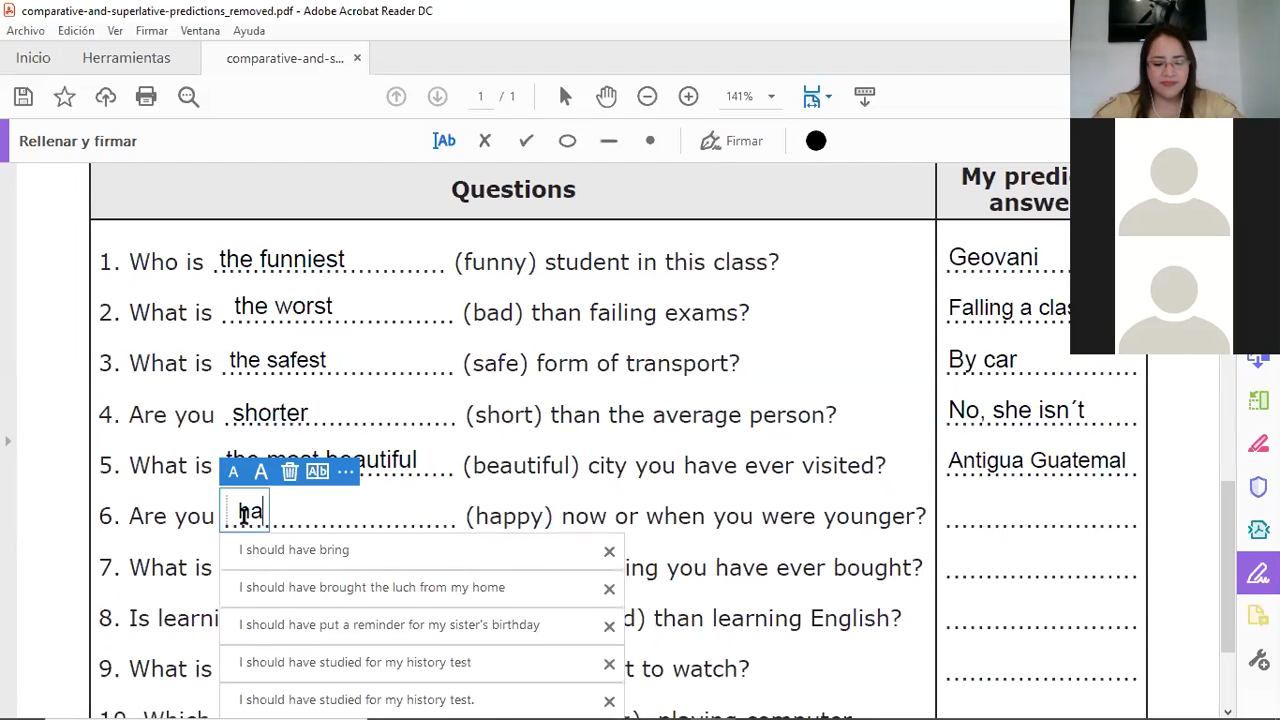 comparative-and-superlative-predictions_removed.pdf - Adobe Acrobat Reader DC
Archivo Edición Ver Firmar Ventana Ayuda
Inicio Herramientas comparative-and-s... ×
1 / 1 141%
Rellenar y firmar Ab Firmar
Questions
My predi
answe
1. Who is the funniest (funny) student in this class? Geovani
2. What is the worst (bad) than failing exams? Falling a clas
3. What is the safest (safe) form of transport? By car
4. Are you shorter (short) than the average person? No, she isn´t
5. What is the most beautiful (beautiful) city you have ever visited? Antigua Guatemal
A A Ab ...
6. Are you ha (happy) now or when you were younger?
I should have bring
7. What is ing you have ever bought?
I should have brought the luch from my home
8. Is learni d) than learning English?
I should have put a reminder for my sister's birthday
9. What is t to watch?
I should have studied for my history test
I should have studied for my history test.
10. Which playing computer